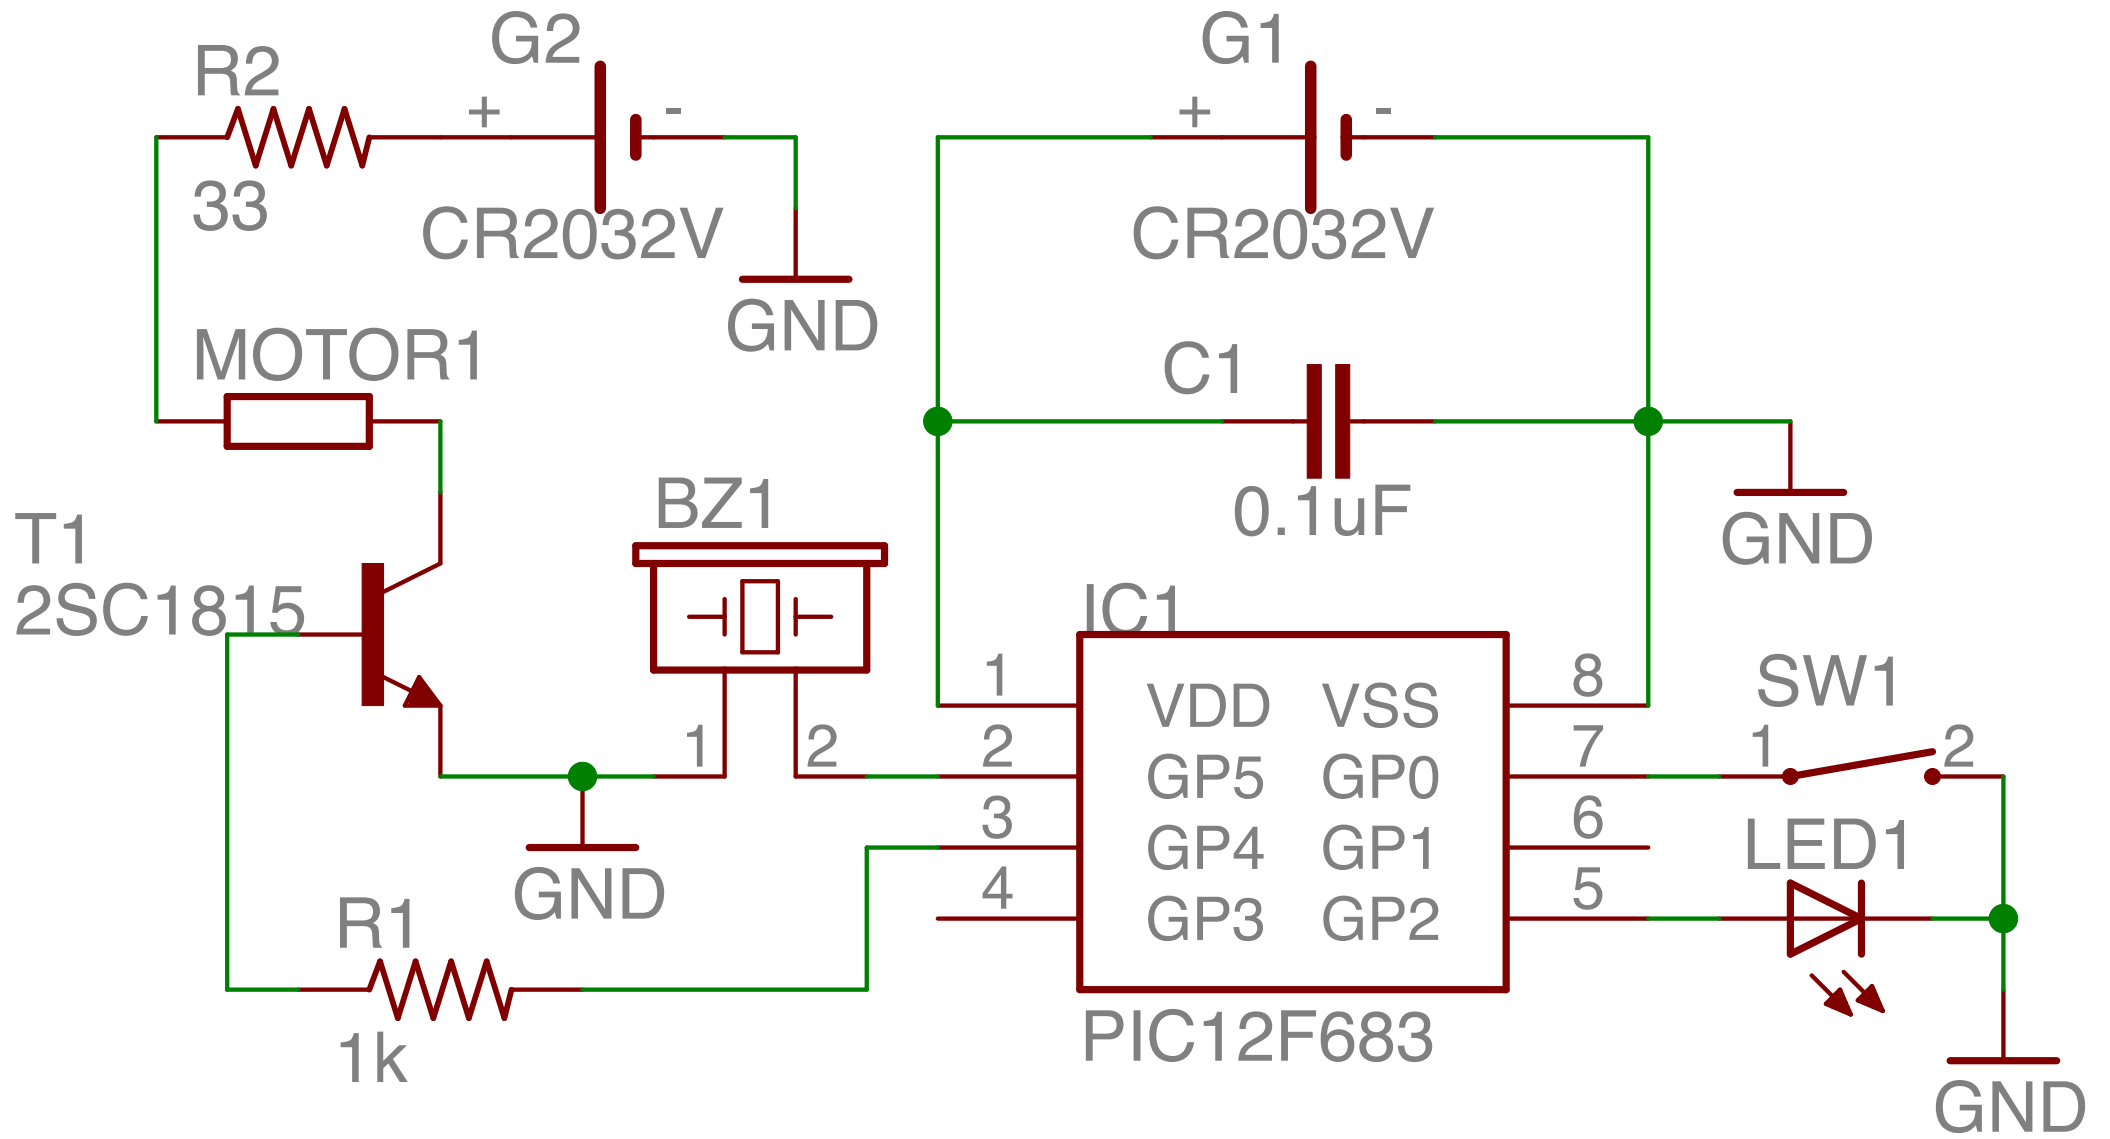 G2
G1
R2
+
-
+
-
33
CR2032V
CR2032V
GND
MOTOR1
C1
BZ1
0.1uF
GND
T1
2SC1815
IC1
1
VDD
VSS
8
SW1
1
2
2
GP5
GP0
7
1
2
3
GP4
GP1
6
LED1
4
GP3
GP2
5
GND
R1
1k
PIC12F683
GND